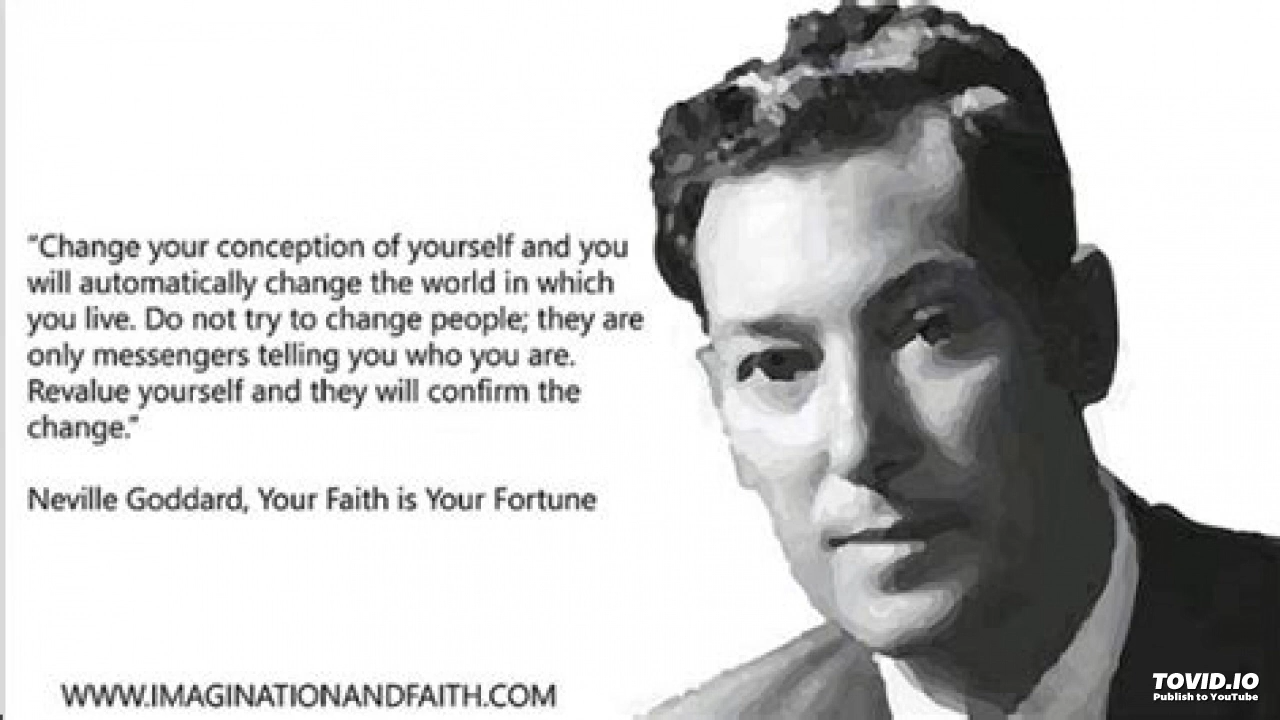 “Change your conception of yourself and you
will automatically change the world in which
you live. Do not try to change people; they are
only messengers telling you who you are.
Revalue yourself and they will confirm the
change.”
Neville Goddard, Your Faith is Your Fortune
WWW.IMAGINATIONANDFAITH.COM
TOVID.IO
Publish to YouTube